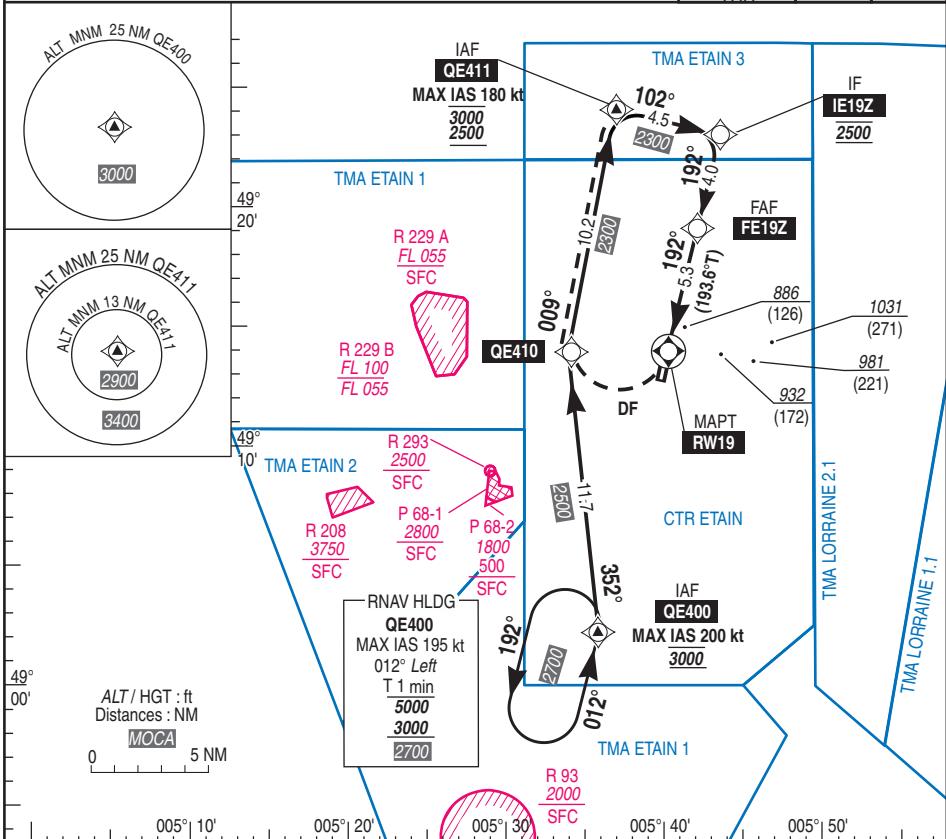 ALT MNM 25 NM QE400
3000
ALT MNM 25 NM QE411
ALT MNM 13 NM QE411
2900
3400
IAF
QE411
MAX IAS 180 kt
3000
2500
102°
4.5
2300
TMA ETAIN 3
IF
IE19Z
2500
TMA ETAIN 1
49°
20'
192°
4.0
FAF
FE19Z
10.2
2300
009°
192°
5.3
(193.6°T)
R 229 A
FL 055
SFC
R 229 B
FL 100
FL 055
QE410
DF
886
(126)
1031
(271)
981
(221)
932
(172)
MAPT
RW19
49°
10'
TMA ETAIN 2
R 293
2500
SFC
R 208
3750
SFC
P 68-1
2800
SFC
P 68-2
1800
500
SFC
2500
11.7
CTR ETAIN
TMA LORRAINE 2.1
TMA LORRAINE 1.1
352°
IAF
QE400
MAX IAS 200 kt
3000
RNAV HLDG
QE400
MAX IAS 195 kt
012° Left
T 1 min
5000
3000
2700
192°
2700
012°
49°
00'
ALT / HGT : ft
Distances : NM
MOCA
0 5 NM
TMA ETAIN 1
R 93
2000
SFC
005°10' 005°20' 005°30' 005°40' 005°50'